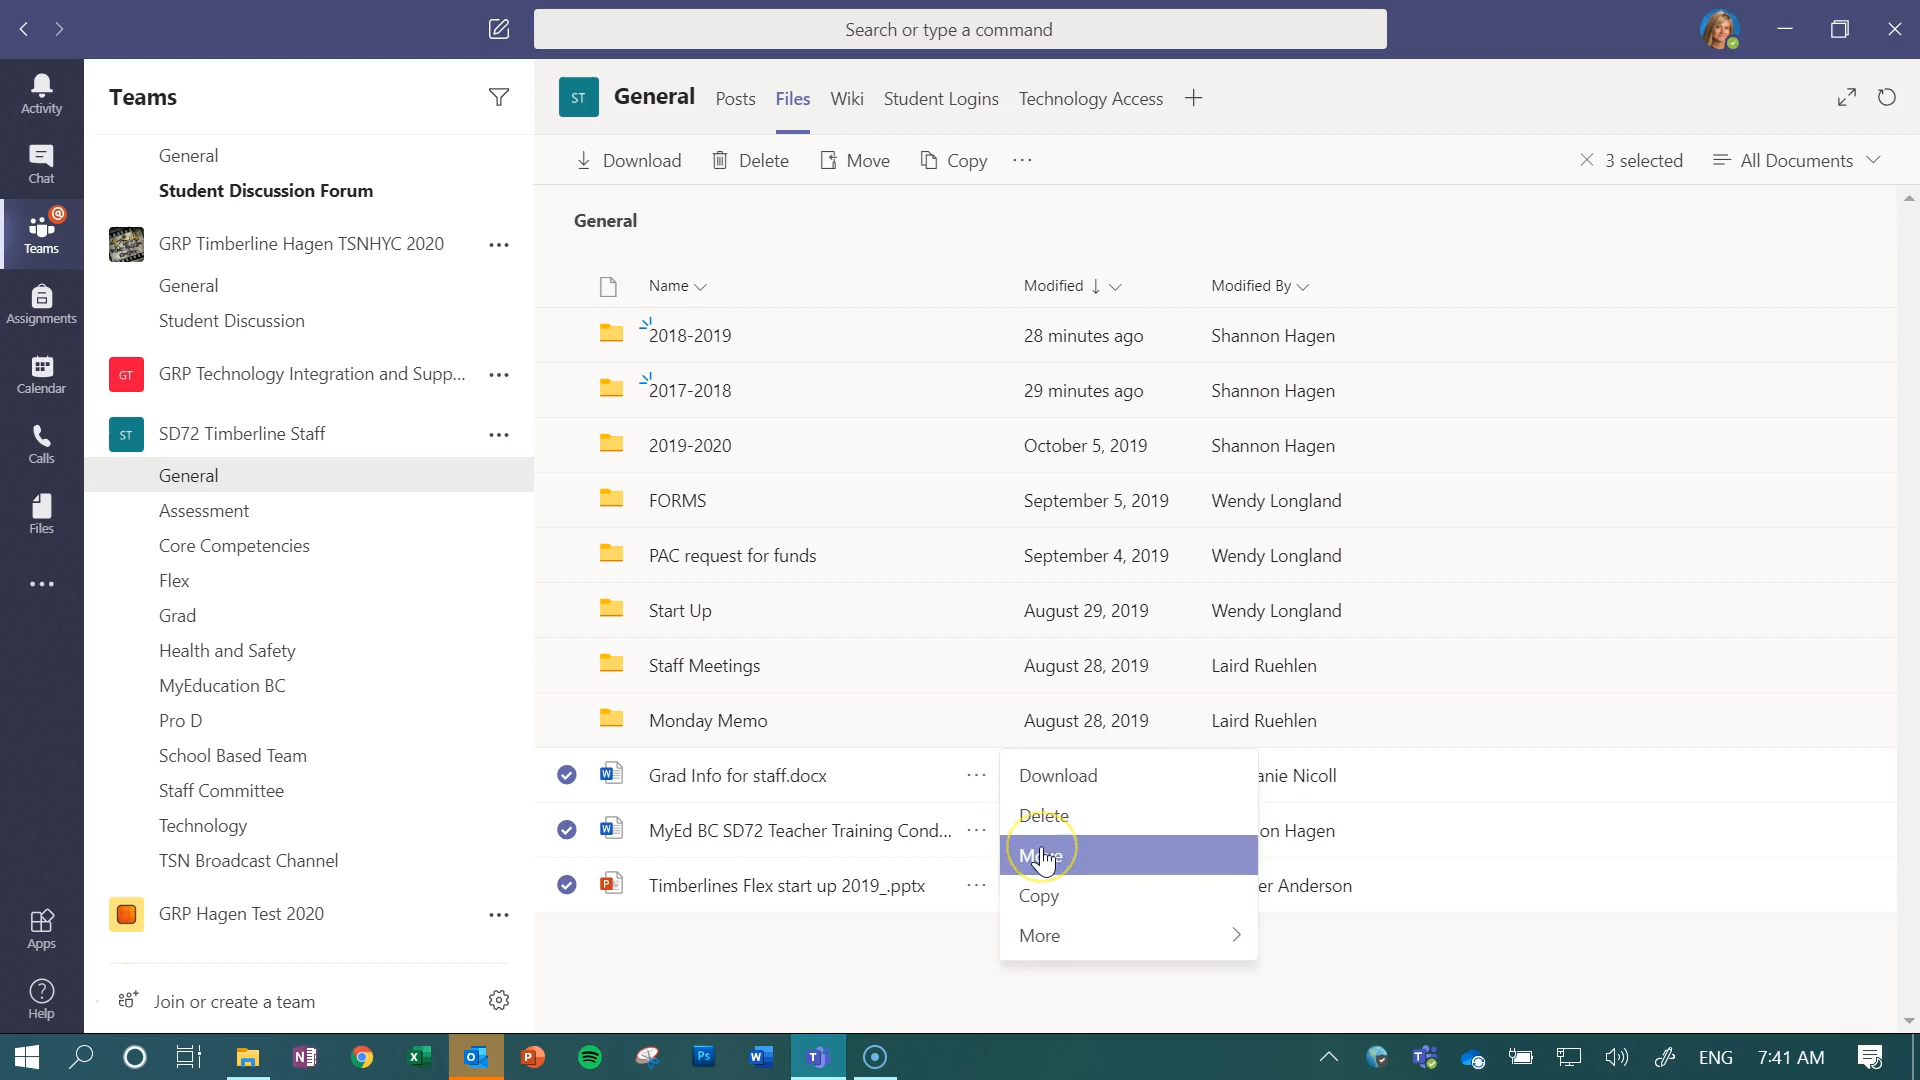 Search or type a command
Activity
Chat
Teams
Assignments
Calendar
Calls
Files
Apps
Help
Teams
General
Student Discussion Forum
GRP Timberline Hagen TSNHYC 2020
General
Student Discussion
GT
GRP Technology Integration and Supp...
ST
SD72 Timberline Staff
General
Assessment
Core Competencies
Flex
Grad
Health and Safety
MyEducation BC
Pro D
School Based Team
Staff Committee
Technology
TSN Broadcast Channel
GRP Hagen Test 2020
Join or create a team
ST General Posts Files Wiki Student Logins Technology Access
Download Delete Move Copy 3 selected All Documents
General
Name Modified Modified By
2018-2019 28 minutes ago Shannon Hagen
2017-2018 29 minutes ago Shannon Hagen
2019-2020 October 5, 2019 Shannon Hagen
FORMS September 5, 2019 Wendy Longland
PAC request for funds September 4, 2019 Wendy Longland
Start Up August 29, 2019 Wendy Longland
Staff Meetings August 28, 2019 Laird Ruehlen
Monday Memo August 28, 2019 Laird Ruehlen
Grad Info for staff.docx anie Nicoll
MyEd BC SD72 Teacher Training Cond... on Hagen
Timberlines Flex start up 2019_.pptx er Anderson
Download
Delete
Move
Copy
More
ENG 7:41 AM